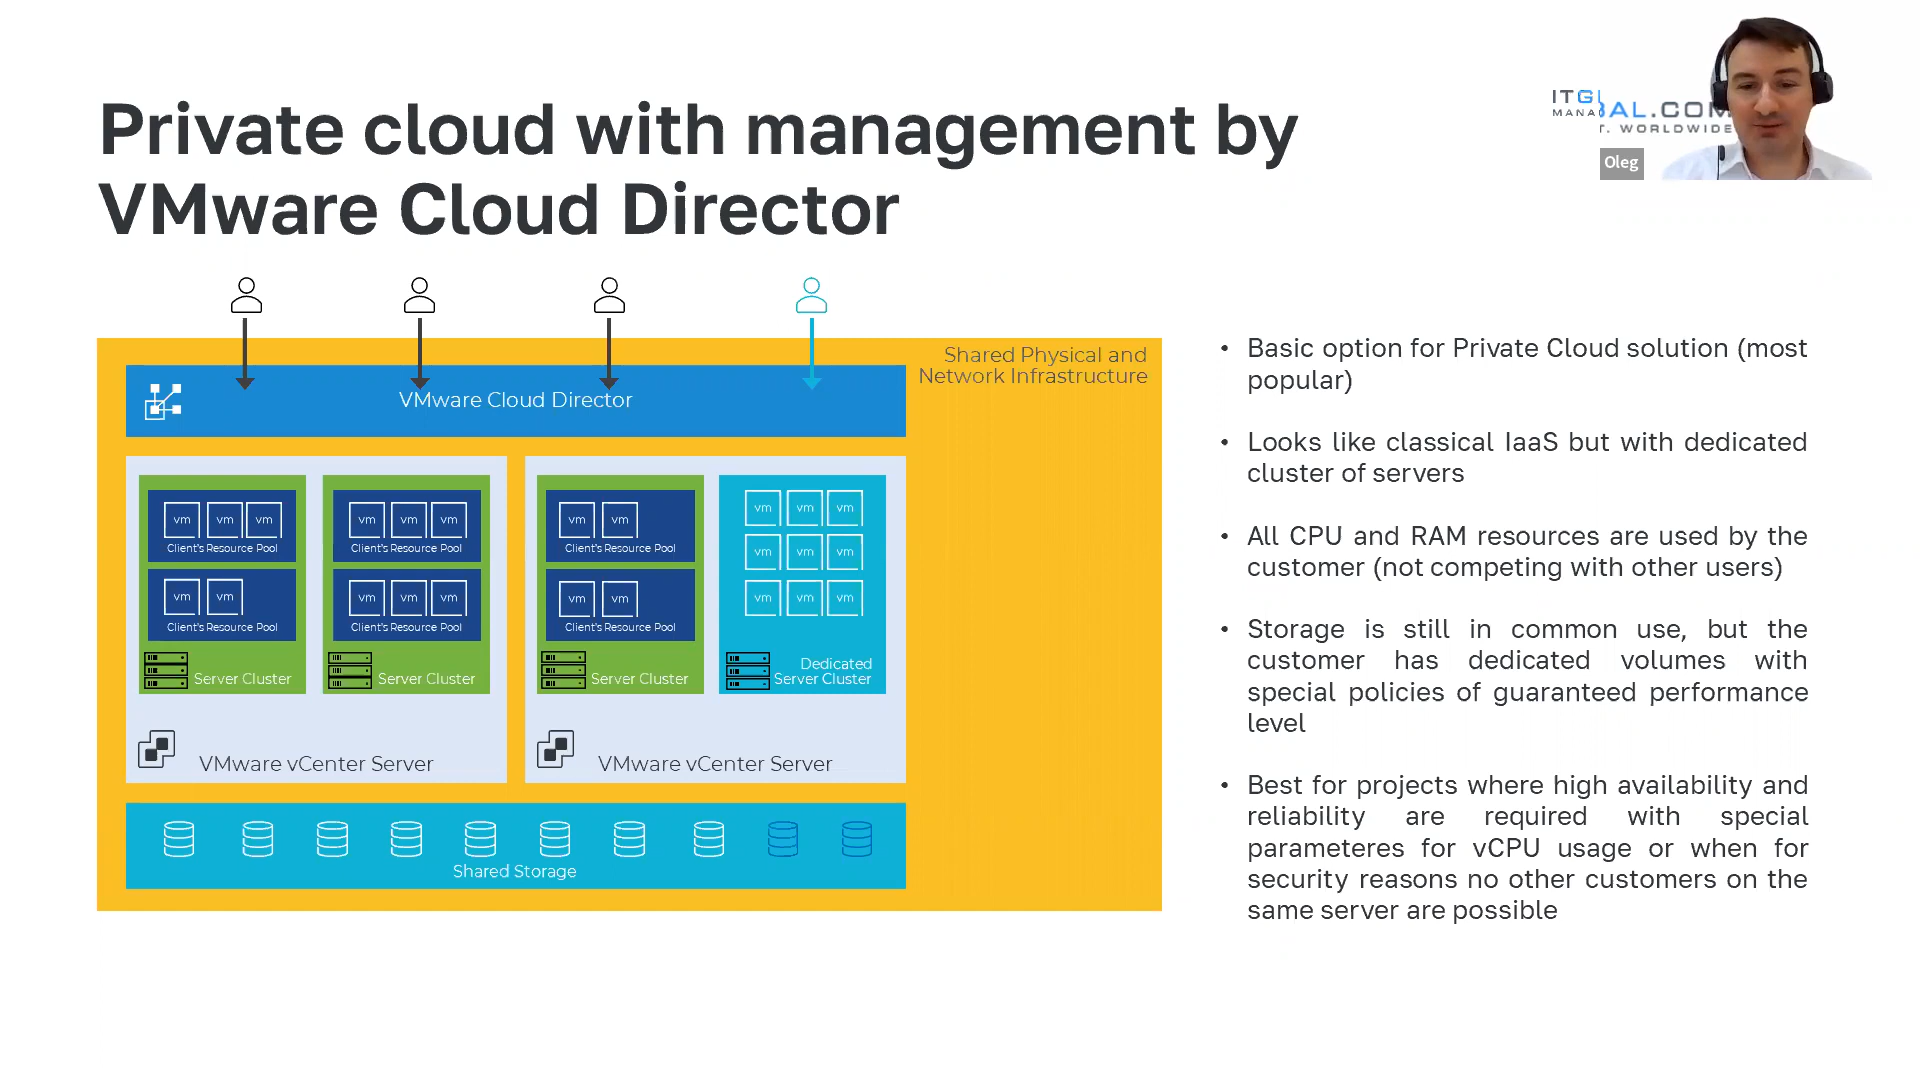 Private cloud with management by
VMware Cloud Director
ITGL
BAL.COM
MANA
T. WORLDWIDE
Oleg
Shared Physical and
Network Infrastructure
VMware Cloud Director
vm vm vm
Client's Resource Pool
vm vm
Client's Resource Pool
Server Cluster
vm vm vm
Client's Resource Pool
vm vm vm
Client's Resource Pool
Server Cluster
VMware vCenter Server
vm vm
Client's Resource Pool
vm vm
Client's Resource Pool
Server Cluster
vm vm vm
vm vm vm
vm vm vm
Dedicated
Server Cluster
VMware vCenter Server
Shared Storage
• Basic option for Private Cloud solution (most
popular)
• Looks like classical IaaS but with dedicated
cluster of servers
• All CPU and RAM resources are used by the
customer (not competing with other users)
• Storage is still in common use, but the
customer has dedicated volumes with
special policies of guaranteed performance
level
• Best for projects where high availability and
reliability are required with special
parameteres for vCPU usage or when for
security reasons no other customers on the
same server are possible